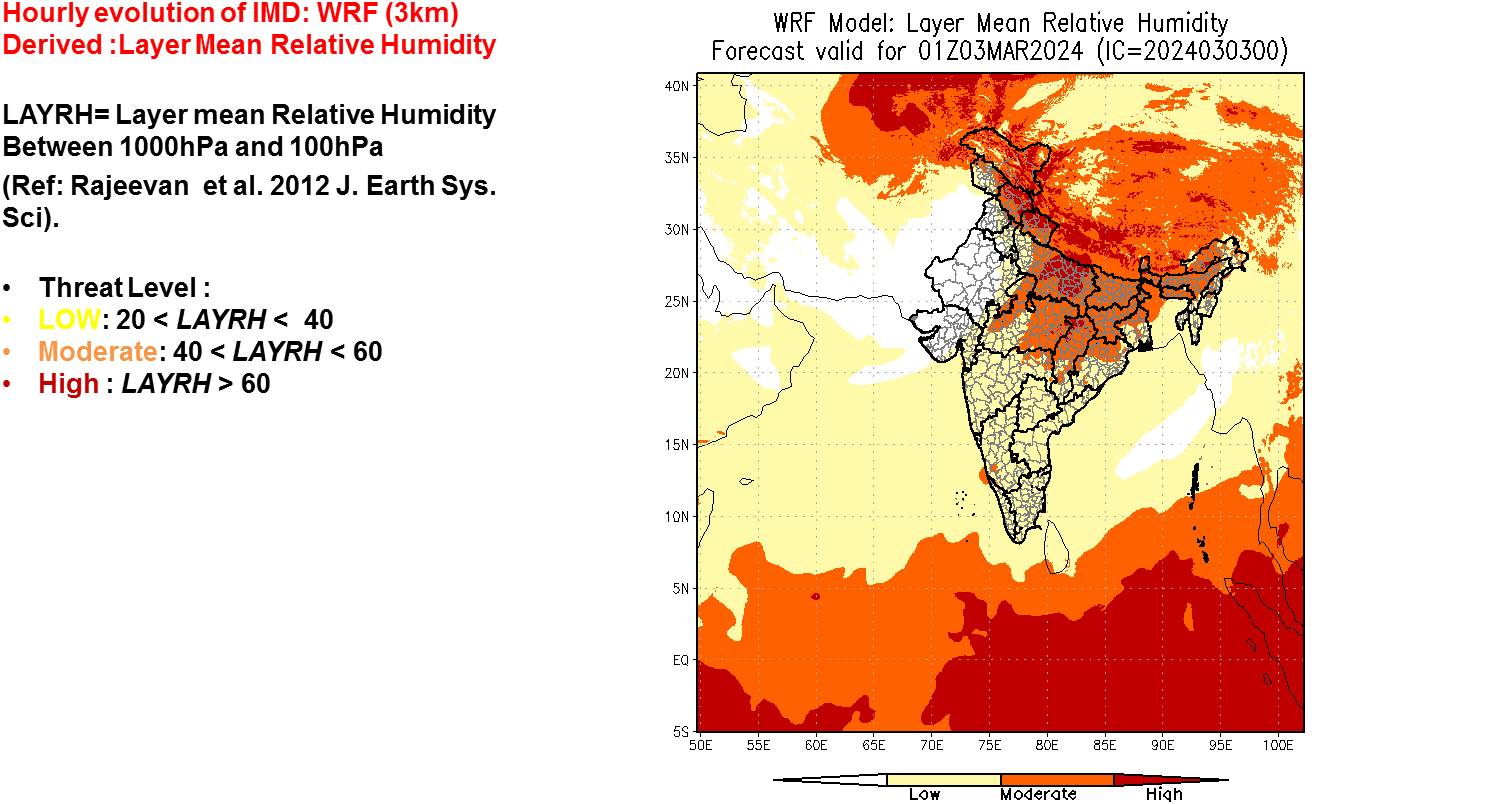 Hourly evolution of IMD: WRF (3km)
Derived :Layer Mean Relative Humidity
LAYRH= Layer mean Relative Humidity
Between 1000hPa and 100hPa
(Ref: Rajeevan et al. 2012 J. Earth Sys.
Sci).
• Threat Level :
• LOW: 20 < LAYRH < 40
• Moderate: 40 < LAYRH < 60
• High : LAYRH > 60
WRF Model: Layer Mean Relative Humidity
Forecast valid for 01Z03MAR2024 (IC=2024030300)
40N
35N
30N
25N
20N
15N
10N
5N
EQ
5S
50E 55E 60E 65E 70E 75E 80E 85E 90E 95E 100E
Low Moderate High